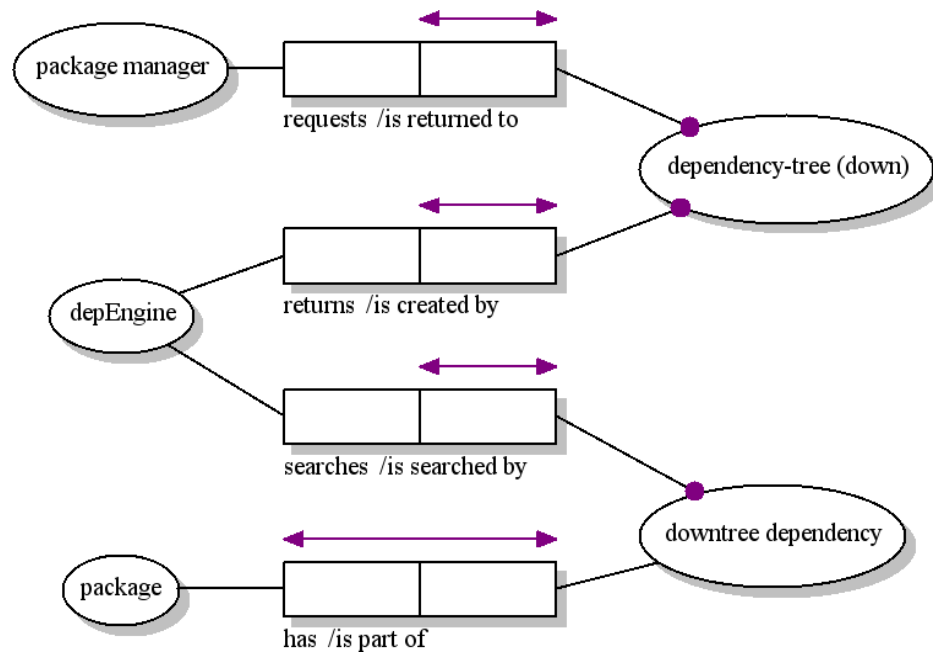 package manager
requests /is returned to
dependency-tree (down)
depEngine
returns /is created by
searches /is searched by
downtree dependency
package
has /is part of